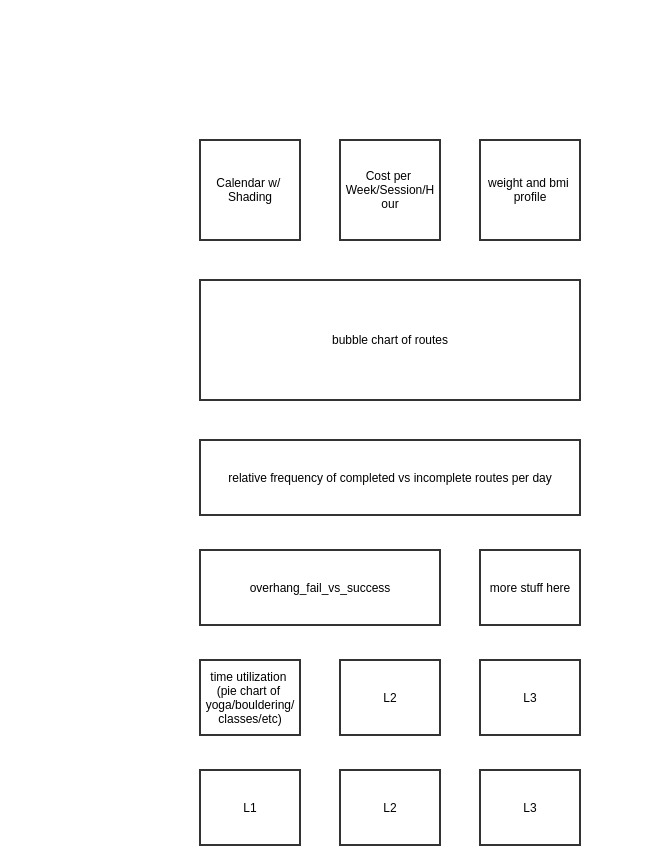 Calendar w/
Shading
Cost per
Week/Session/H
our
weight and bmi
profile
bubble chart of routes
relative frequency of completed vs incomplete routes per day
overhang_fail_vs_success
more stuff here
time utilization
(pie chart of
yoga/bouldering/
classes/etc)
L2
L3
L1
L2
L3